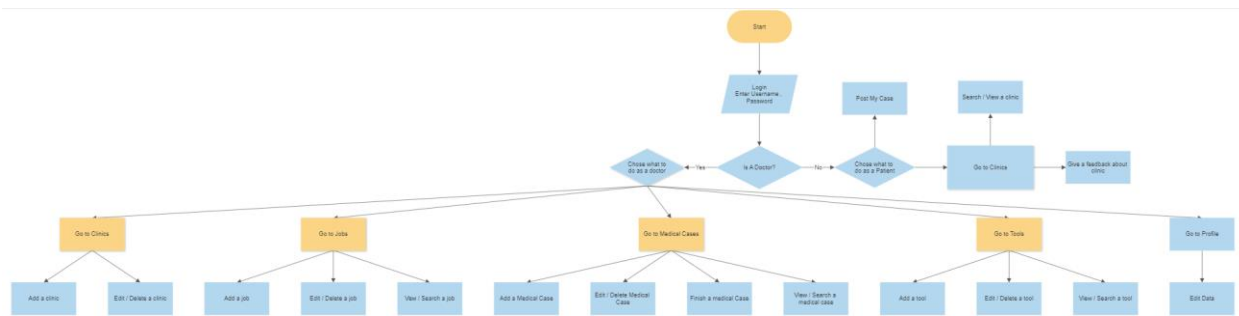 Start
Login
Enter Username ,
Password
Post My Case
Search / View a clinic
Chose what to
do as a doctor
Yes
Is A Doctor?
No
Chose what to
do as a Patient
Go to Clinics
Give a feedback about
clinic
Go to Clinics
Go to Jobs
Go to Medical Cases
Go to Tools
Go to Profile
Add a clinic
Edit / Delete a clinic
Add a job
Edit / Delete a job
View / Search a job
Add a Medical Case
Edit / Delete Medical
Case
Finish a medical Case
View / Search a
medical case
Add a tool
Edit / Delete a tool
View / Search a tool
Edit Data